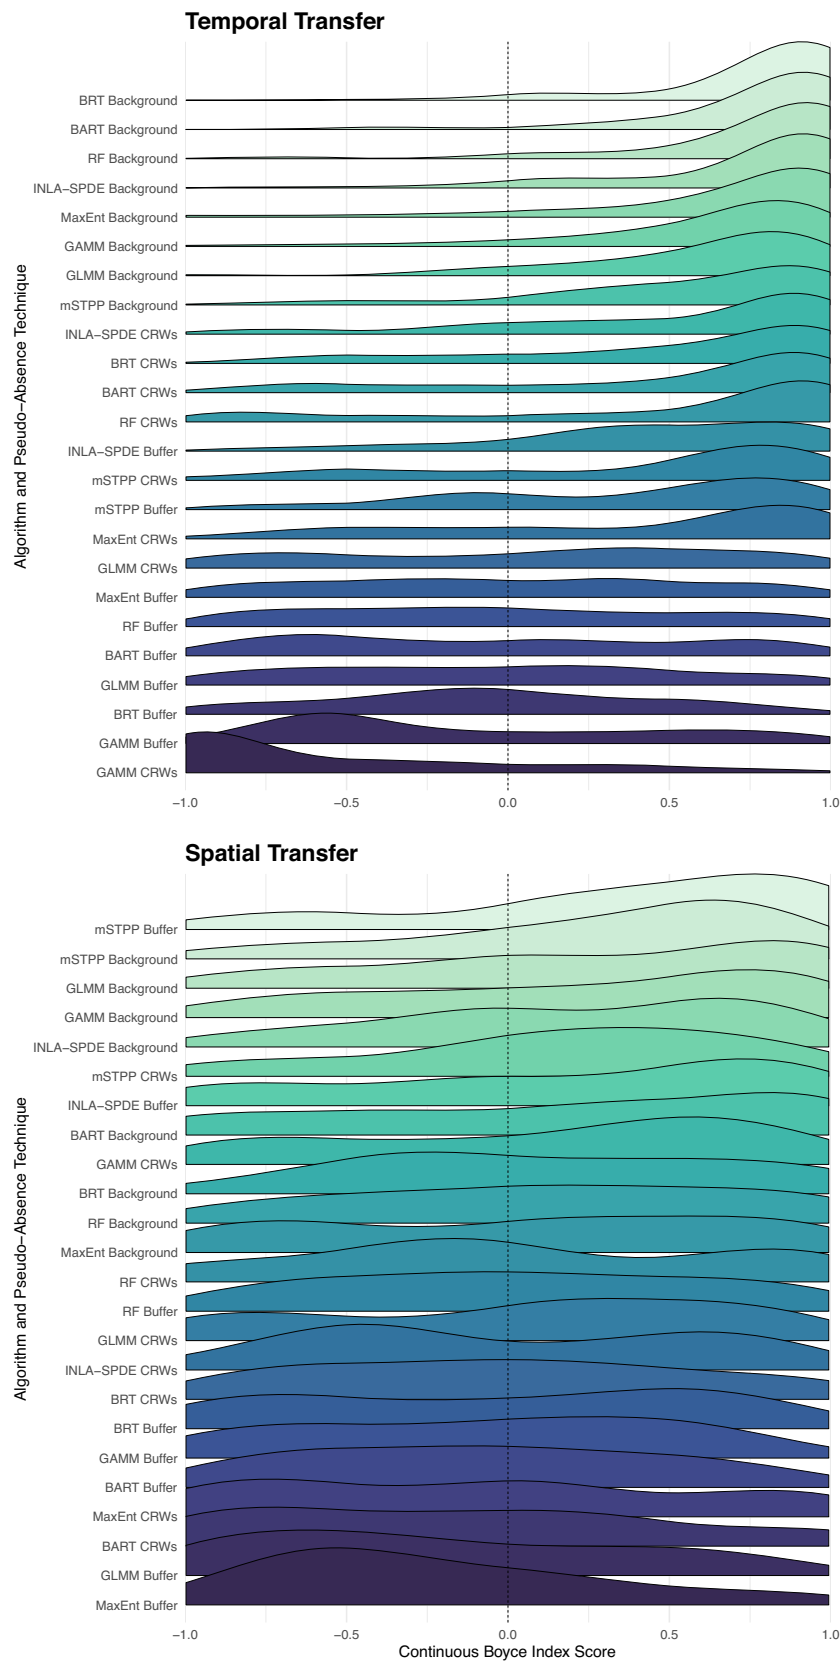 Temporal Transfer
Algorithm and Pseudo−Absence Technique
BRT Background
BART Background
RF Background
INLA−SPDE Background
MaxEnt Background
GAMM Background
GLMM Background
mSTPP Background
INLA−SPDE CRWs
BRT CRWs
BART CRWs
RF CRWs
INLA−SPDE Buffer
mSTPP CRWs
mSTPP Buffer
MaxEnt CRWs
GLMM CRWs
MaxEnt Buffer
RF Buffer
BART Buffer
GLMM Buffer
BRT Buffer
GAMM Buffer
GAMM CRWs
−1.0 −0.5 0.0 0.5 1.0
Spatial Transfer
Algorithm and Pseudo−Absence Technique
mSTPP Buffer
mSTPP Background
GLMM Background
GAMM Background
INLA−SPDE Background
mSTPP CRWs
INLA−SPDE Buffer
BART Background
GAMM CRWs
BRT Background
RF Background
MaxEnt Background
RF CRWs
RF Buffer
GLMM CRWs
INLA−SPDE CRWs
BRT CRWs
BRT Buffer
GAMM Buffer
BART Buffer
MaxEnt CRWs
BART CRWs
GLMM Buffer
MaxEnt Buffer
−1.0 −0.5 0.0 0.5 1.0
Continuous Boyce Index Score